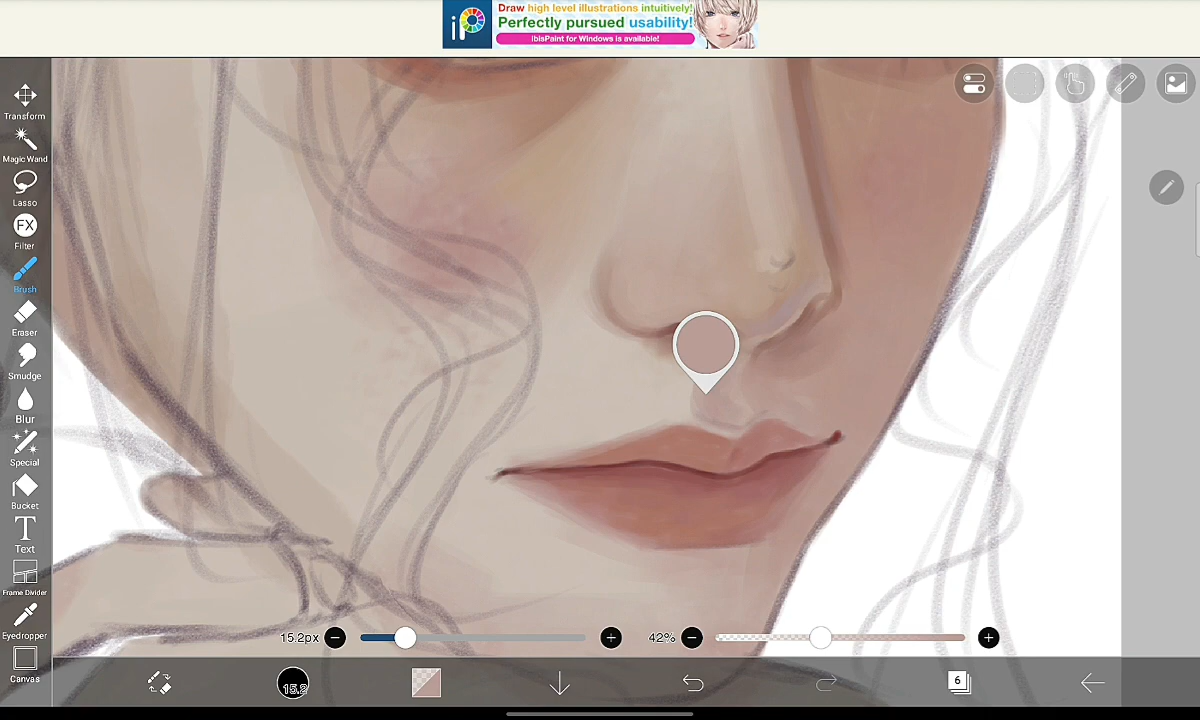 iP
Draw high level illustrations intuitively!
Perfectly pursued usability!
ibisPaint for Windows is available!
Transform
Magic Wand
Lasso
FX
Filter
Brush
Eraser
Smudge
Blur
Special
Bucket
T
Text
Frame Divider
Eyedropper
Canvas
15.2px
42%
15.2
6